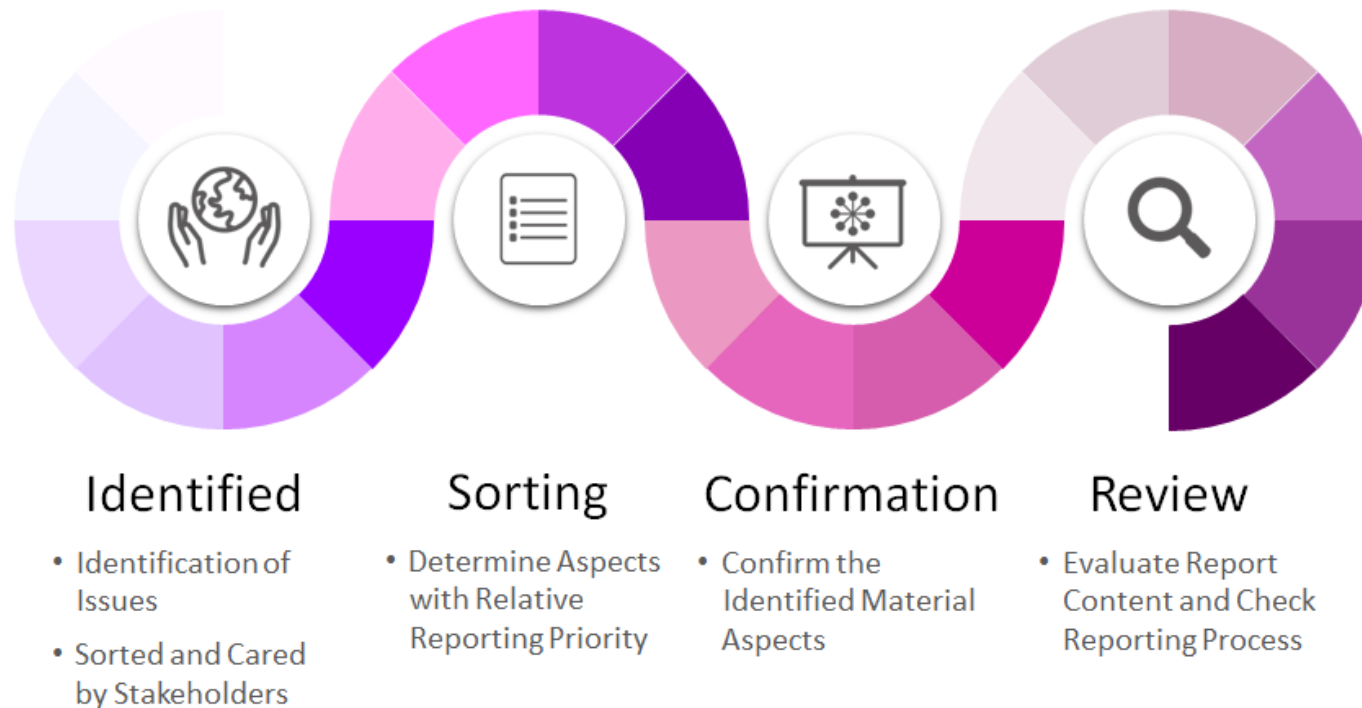 Identified
• Identification of
Issues
• Sorted and Cared
by Stakeholders
Sorting
• Determine Aspects
with Relative
Reporting Priority
Confirmation
• Confirm the
Identified Material
Aspects
Review
• Evaluate Report
Content and Check
Reporting Process